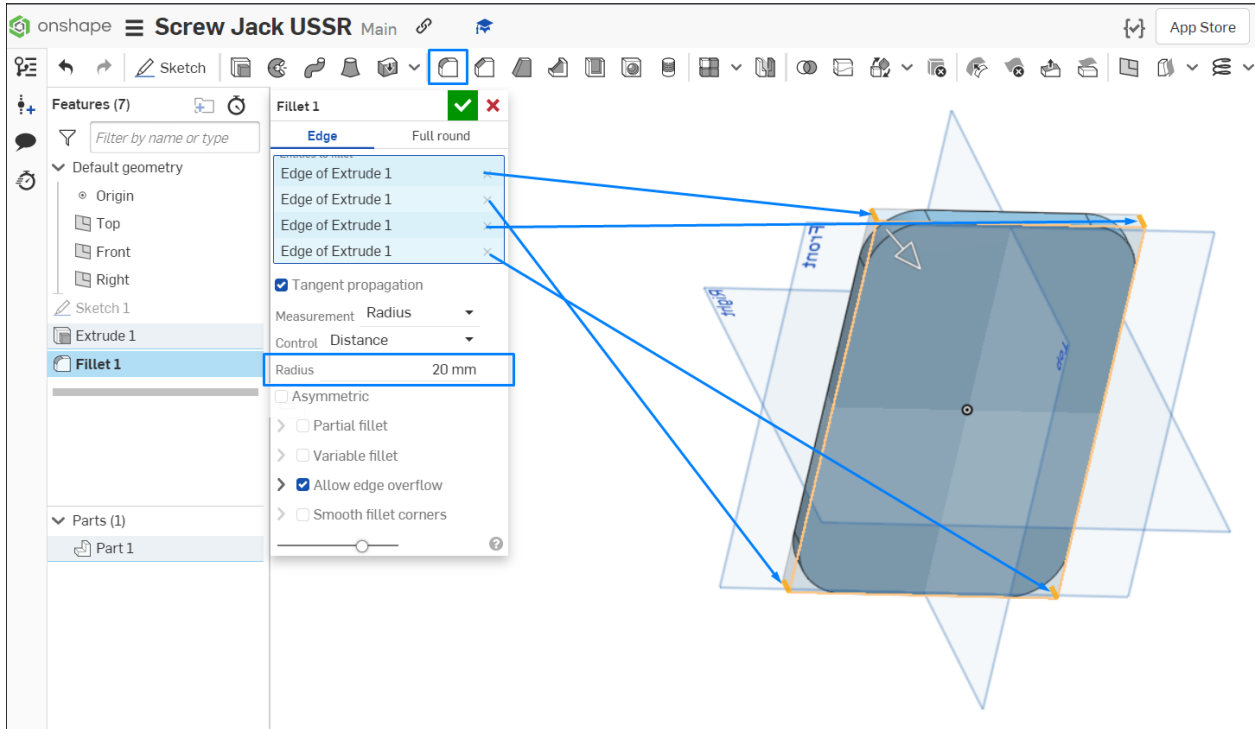 onshape Screw Jack USSR Main App Store
Sketch
Features (7)
Filter by name or type
Default geometry
Origin
Top
Front
Right
Sketch 1
Extrude 1
Fillet 1
Parts (1)
Part 1
Fillet 1
Edge Full round
Entities to fillet
Edge of Extrude 1
Edge of Extrude 1
Edge of Extrude 1
Edge of Extrude 1
Tangent propagation
Measurement Radius
Control Distance
Radius 20 mm
Asymmetric
Partial fillet
Variable fillet
Allow edge overflow
Smooth fillet corners
Front
Right
Top